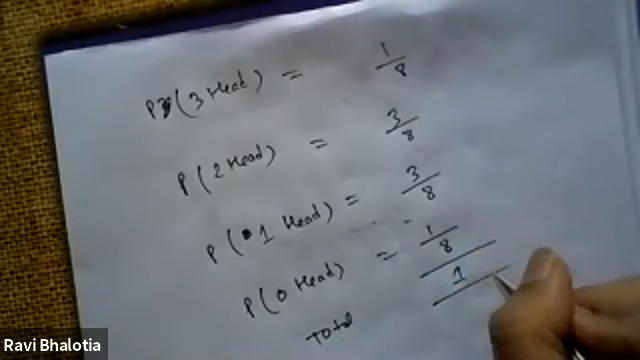 P(3 Head) = 1/8
P(2 Head) = 3/8
P(1 Head) = 3/8
P(0 Head) = 1/8
Total 1
Ravi Bhalotia